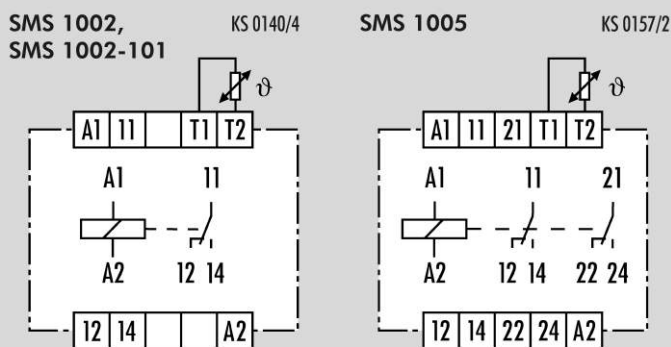 SMS 1002, KS 0140/4
SMS 1002-101
ϑ
A1 11 T1 T2
A1 11
A2 12 14
12 14 A2
SMS 1005 KS 0157/2
ϑ
A1 11 21 T1 T2
A1 11 21
A2 12 14 22 24
12 14 22 24 A2